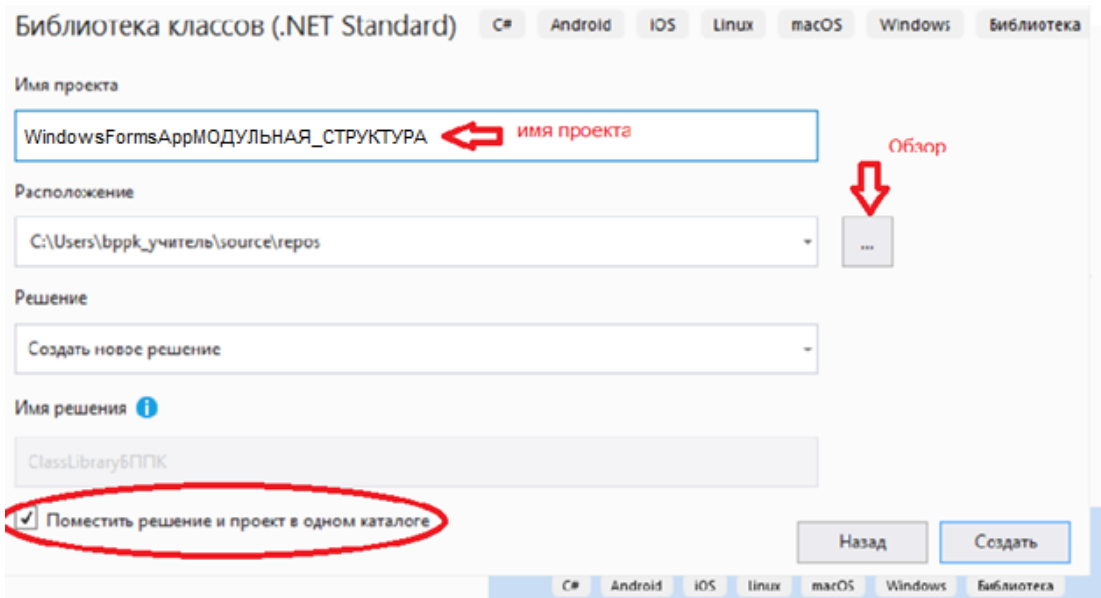 Библиотека классов (.NET Standard) C# Android iOS Linux macOS Windows Библиотека
Имя проекта
WindowsFormsAppМОДУЛЬНАЯ_СТРУКТУРА имя проекта
Обзор
Расположение
C:\Users\bppk_учитель\source\repos ...
Решение
Создать новое решение
Имя решения i
ClassLibraryБППК
Поместить решение и проект в одном каталоге
Назад Создать
C# Android iOS Linux macOS Windows Библиотека